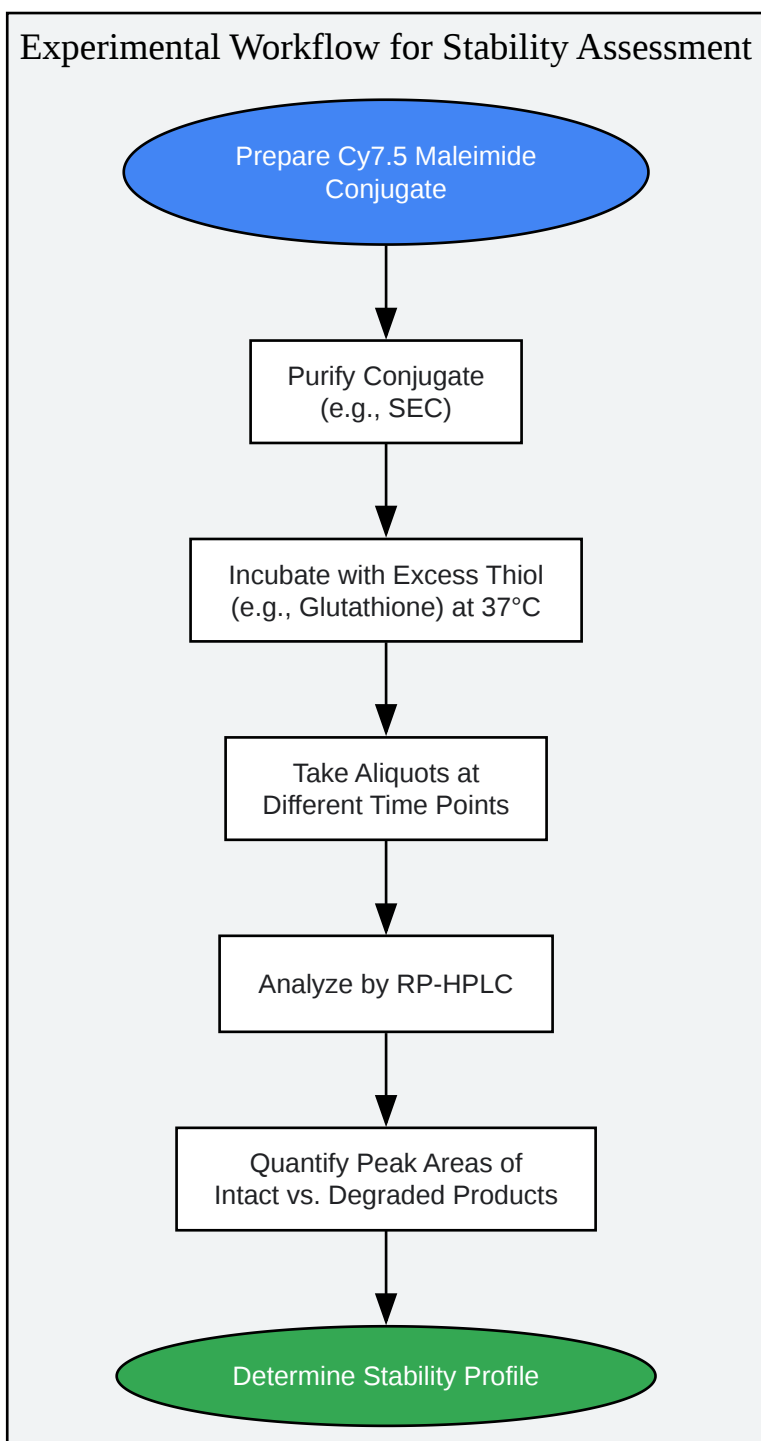 Experimental Workflow for Stability Assessment
Prepare Cy7.5 Maleimide
Conjugate
Purify Conjugate
(e.g., SEC)
Incubate with Excess Thiol
(e.g., Glutathione) at 37°C
Take Aliquots at
Different Time Points
Analyze by RP-HPLC
Quantify Peak Areas of
Intact vs. Degraded Products
Determine Stability Profile